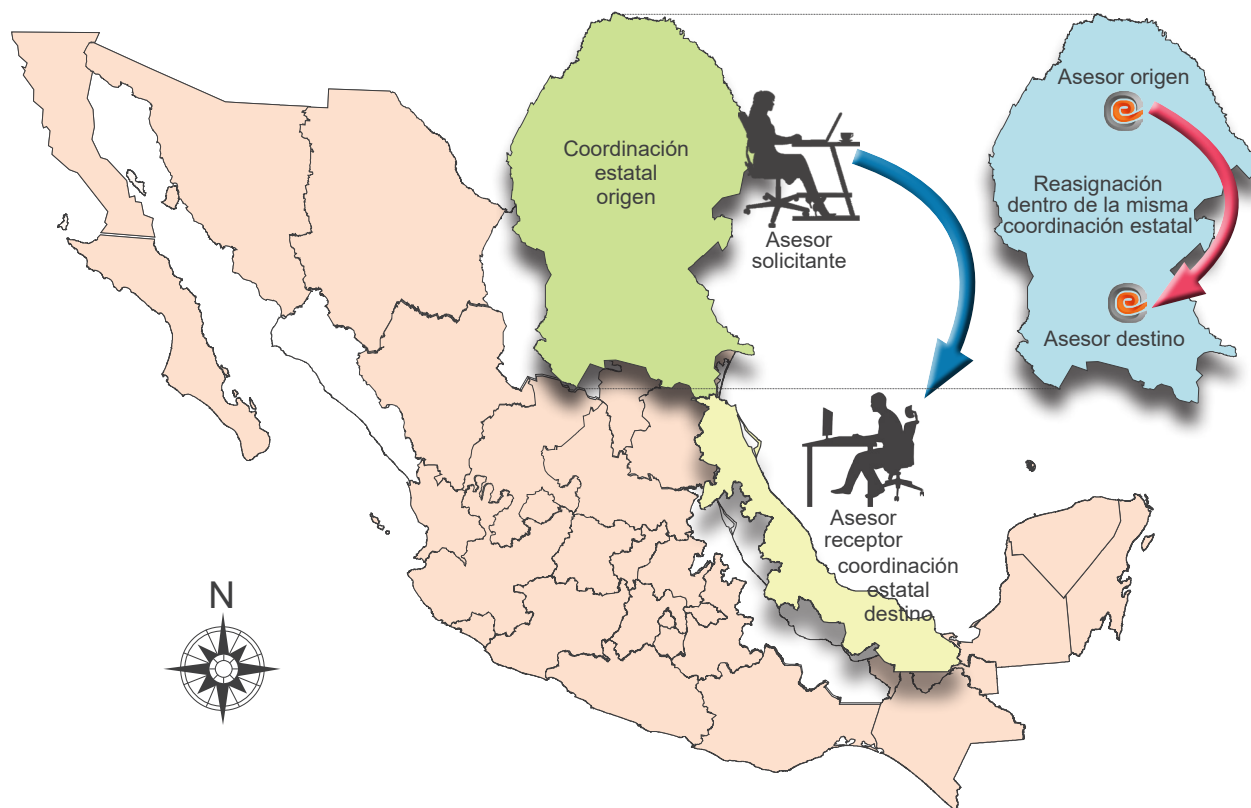 Coordinación
estatal
origen
Asesor
solicitante
Asesor origen
Reasignación
dentro de la misma
coordinación estatal
Asesor destino
Asesor
receptor
coordinación
estatal
destino
N